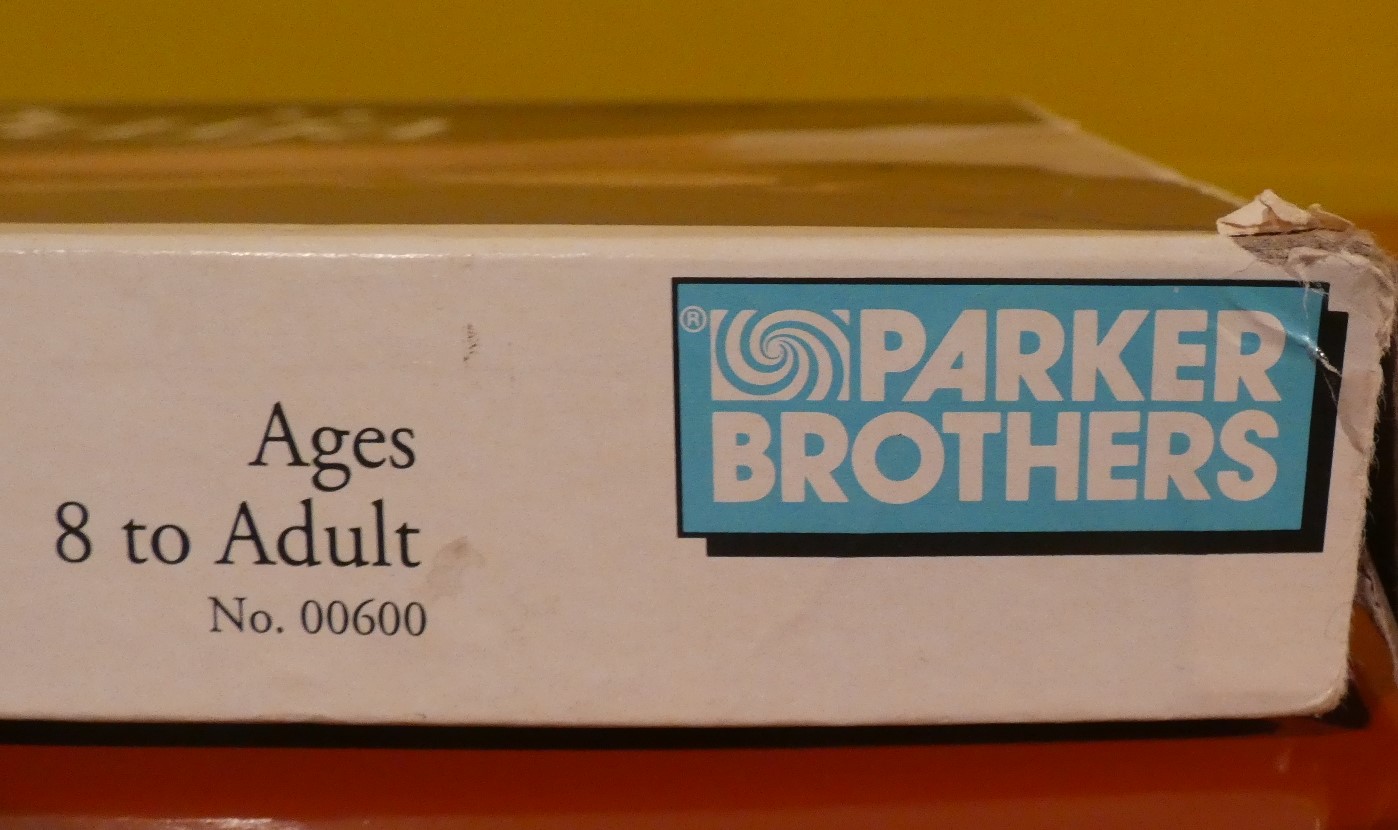 Ages
8 to Adult
No. 00600
® PARKER
BROTHERS